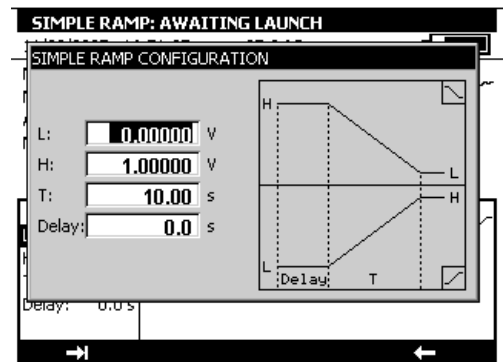 SIMPLE RAMP: AWAITING LAUNCH
SIMPLE RAMP CONFIGURATION
L: 0.00000 V
H: 1.00000 V
T: 10.00 s
Delay: 0.0 s
H
L
H
L
Delay T
Delay: 0.0 s